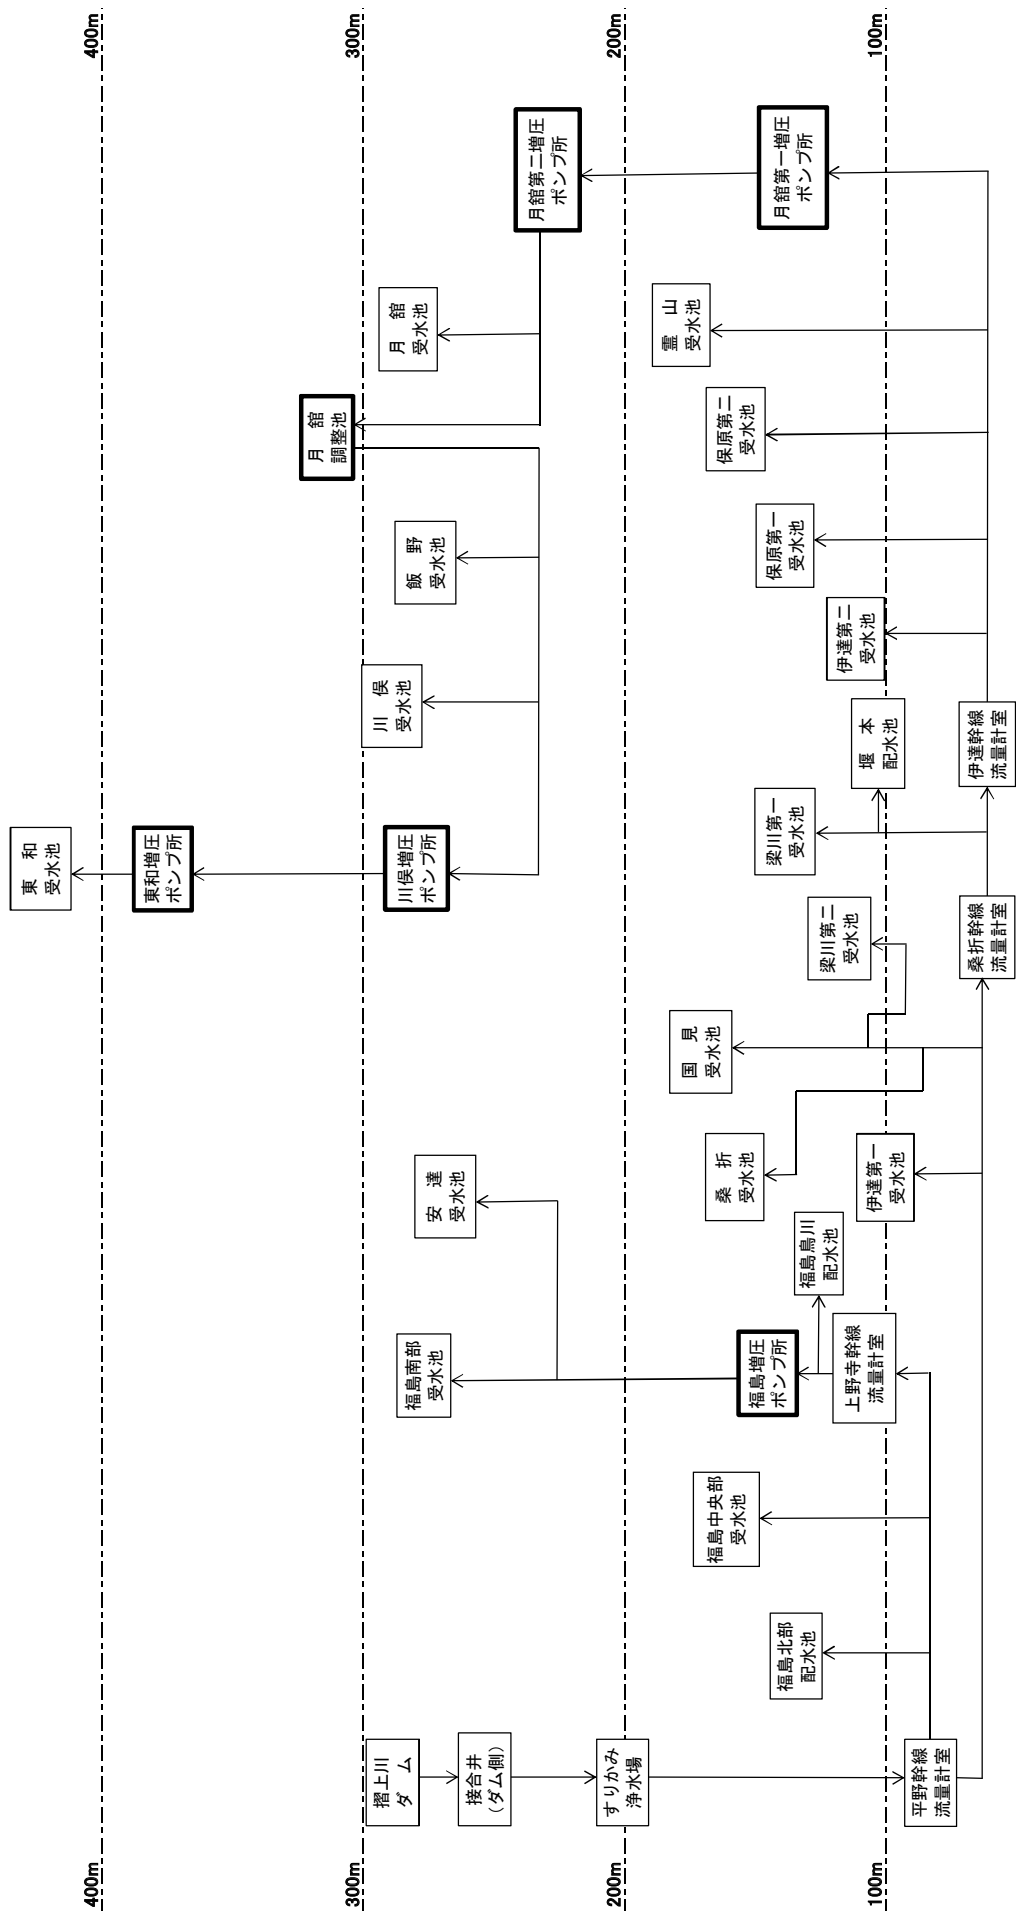 400m
300m
200m
100m
400m
300m
200m
100m
摺上川
ダ　ム
接合井
（ダム側）
すりかみ
浄水場
平野幹線
流量計室
福島北部
配水池
福島中央部
受水池
上野寺幹線
流量計室
福島増圧
ポンプ所
福島南部
受水池
福島鳥川
配水池
安　達
受水池
伊達第一
受水池
桑　折
受水池
国　見
受水池
梁川第二
受水池
桑折幹線
流量計室
梁川第一
受水池
堰　本
配水池
伊達幹線
流量計室
伊達第二
受水池
保原第一
受水池
保原第二
受水池
霊　山
受水池
月舘第一増圧
ポンプ所
月舘第二増圧
ポンプ所
月　舘
受水池
月　舘
調整池
飯　野
受水池
川　俣
受水池
川俣増圧
ポンプ所
東和増圧
ポンプ所
東　和
受水池